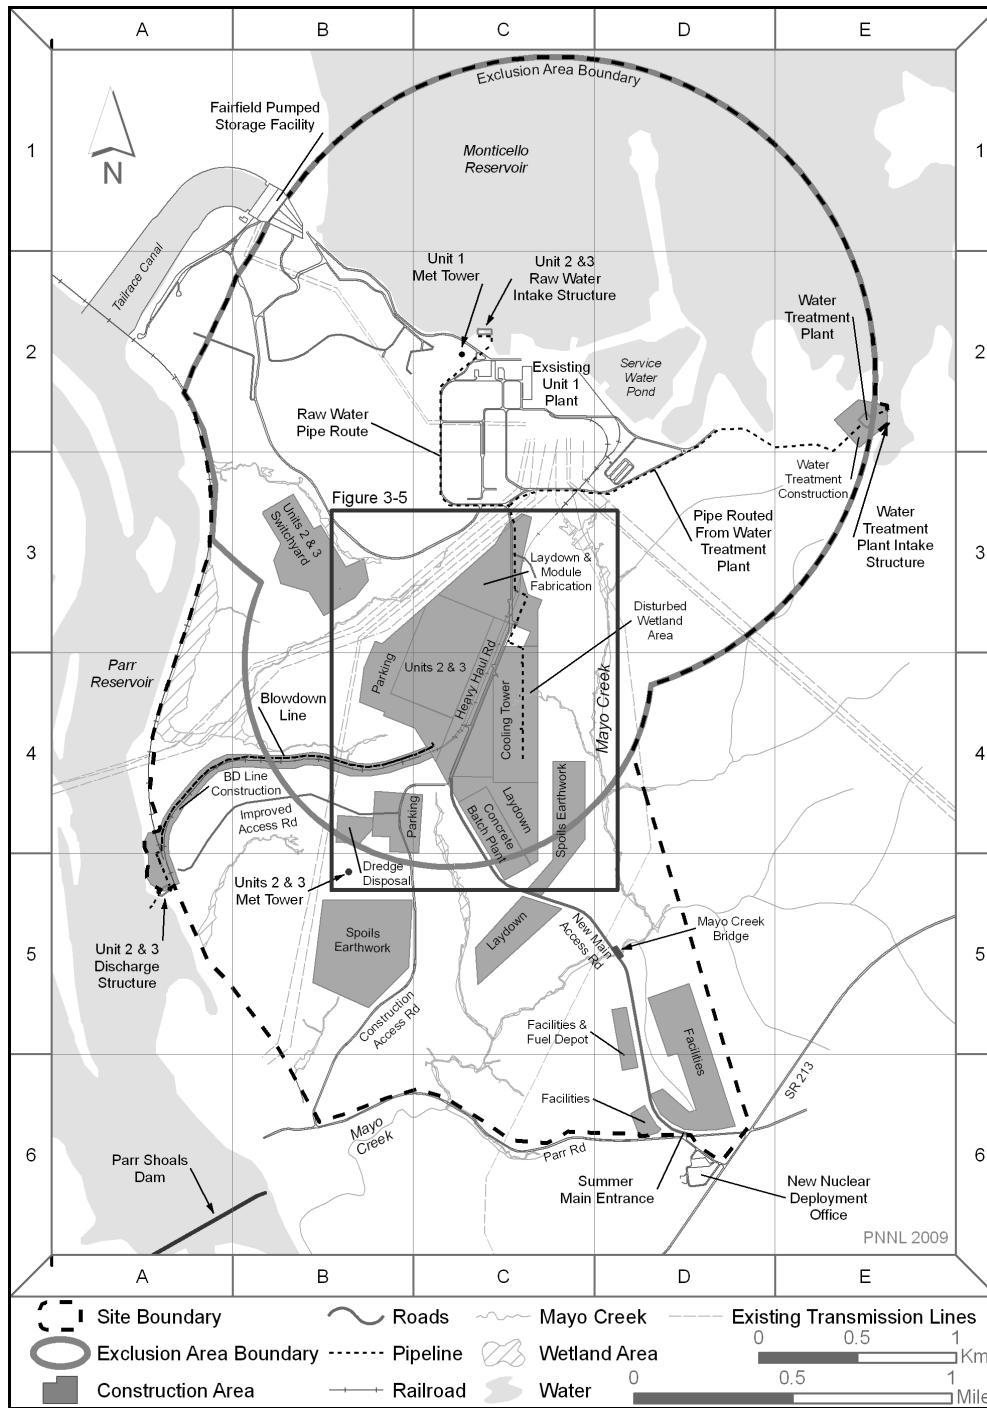 A B C D E
Exclusion Area Boundary
Fairfield Pumped
Storage Facility
N
1
Monticello
Reservoir
1
Tailrace Canal
Unit 1
Met Tower
Unit 2 & 3
Raw Water
Intake Structure
Water
Treatment
Plant
2
Exsisting
Unit 1
Plant
Service
Water
Pond
2
Raw Water
Pipe Route
Water
Treatment
Construction
Figure 3-5
Units 2 & 3
Switchyard
Pipe Routed
From Water
Treatment
Plant
Water
Treatment
Plant Intake
Structure
3
Laydown &
Module
Fabrication
3
Disturbed
Wetland
Area
Parr
Reservoir
Parking
Units 2 & 3
Heavy Haul Rd
Cooling Tower
Mayo Creek
Blowdown
Line
4
4
BD Line
Construction
Improved
Access Rd
Parking
Laydown
Concrete
Batch Plant
Spoils Earthwork
Dredge
Disposal
Units 2 & 3
Met Tower
Unit 2 & 3
Discharge
Structure
Spoils
Earthwork
Laydown
New Main
Access Rd
Mayo Creek
Bridge
5
5
Construction
Access Rd
Facilities &
Fuel Depot
Facilities
SR 213
Facilities
Mayo
Creek
Parr Rd
6
6
Parr Shoals
Dam
Summer
Main Entrance
New Nuclear
Deployment
Office
PNNL 2009
A B C D E
Site Boundary
Roads
Mayo Creek
Existing Transmission Lines
Exclusion Area Boundary
Pipeline
Wetland Area
0 0.5 1
Km
Construction Area
Railroad
Water
0 0.5 1
Mile